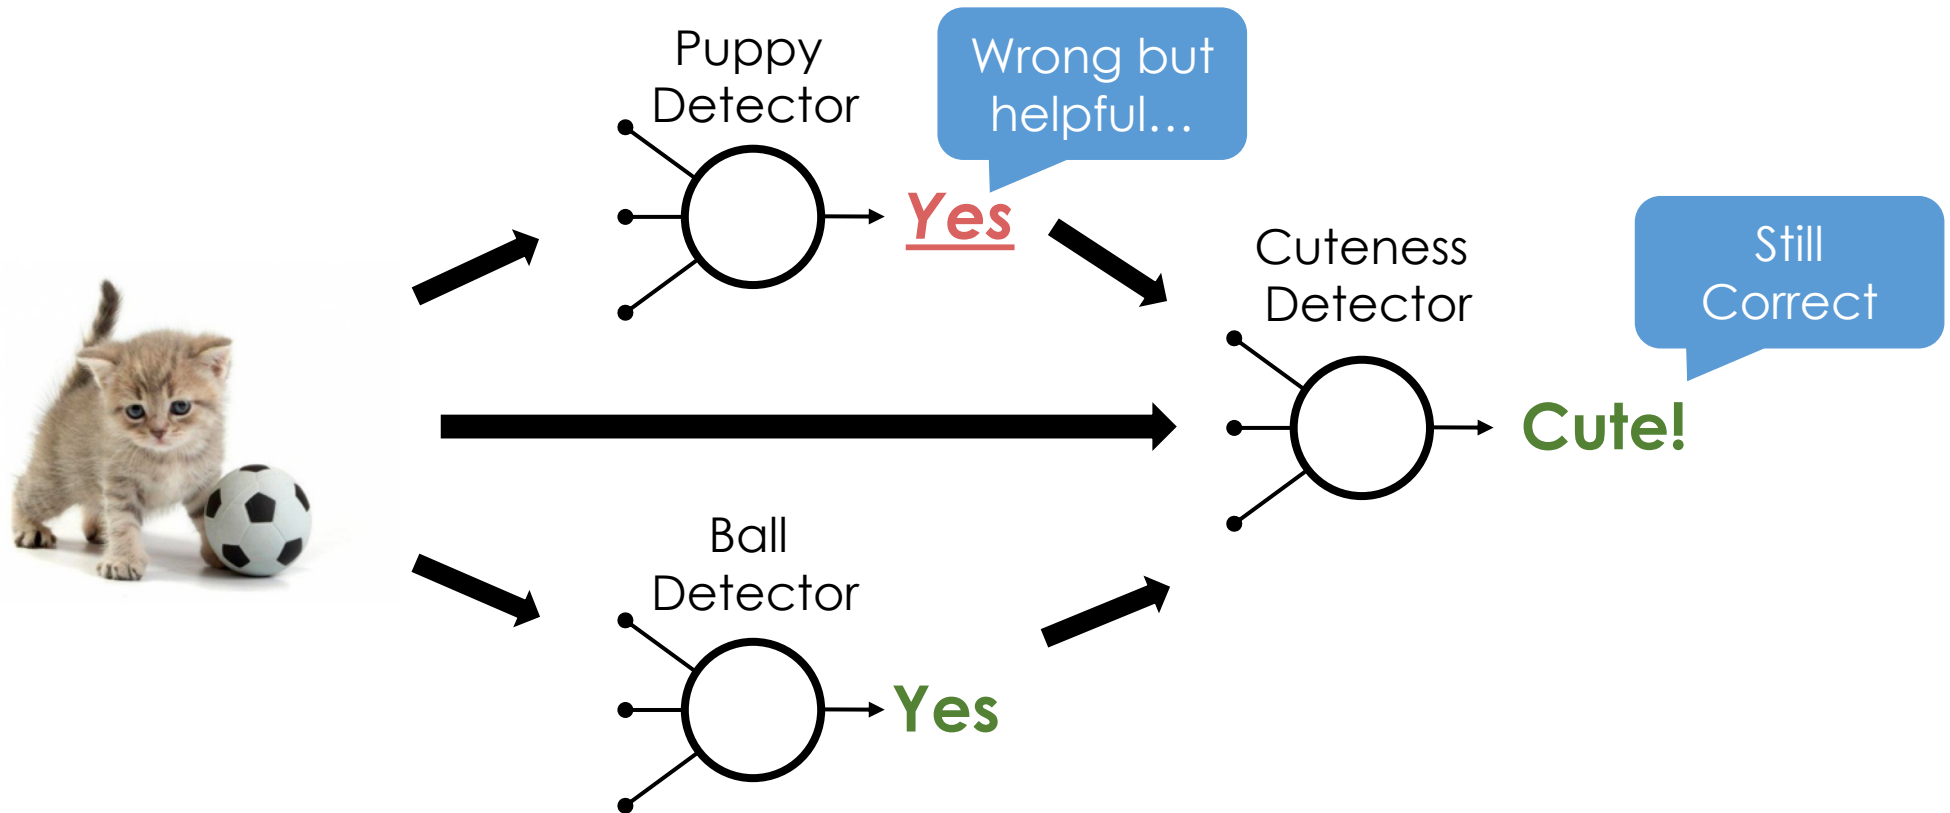 Puppy
Detector
Wrong but
helpful...
Yes
Cuteness
Detector
Still
Correct
Cute!
Ball
Detector
Yes